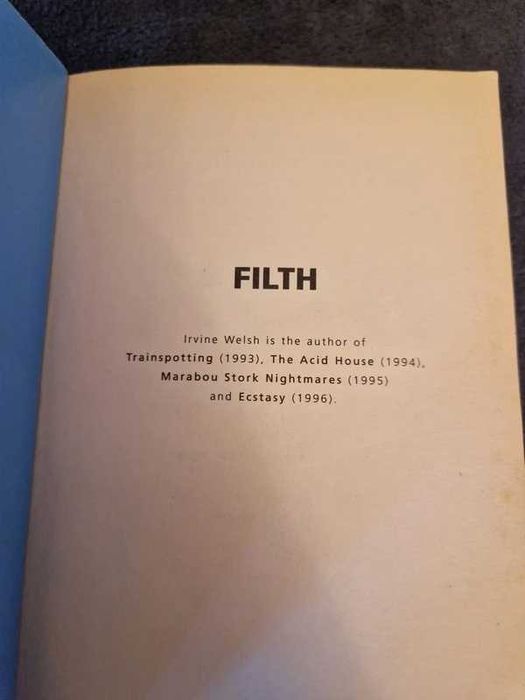 FILTH
Irvine Welsh is the author of
Trainspotting (1993), The Acid House (1994),
Marabou Stork Nightmares (1995)
and Ecstasy (1996).